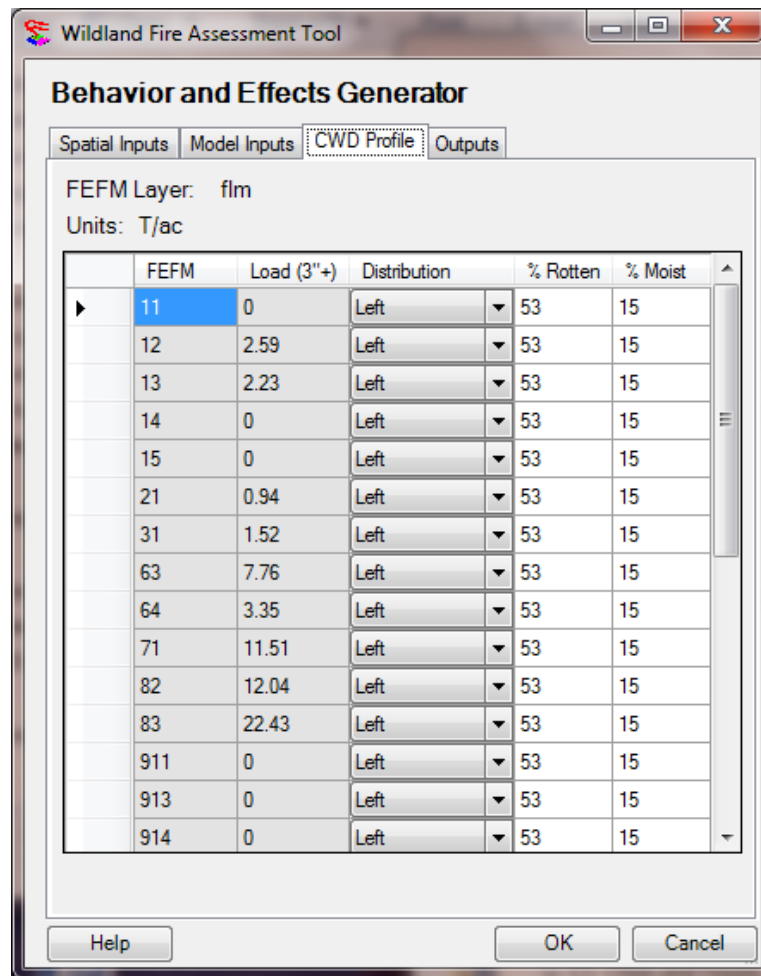 Wildland Fire Assessment Tool
Behavior and Effects Generator
Spatial Inputs Model Inputs CWD Profile Outputs
FEFM Layer: flm
Units: T/ac
FEFM Load (3"+) Distribution % Rotten % Moist
11 0 Left 53 15
12 2.59 Left 53 15
13 2.23 Left 53 15
14 0 Left 53 15
15 0 Left 53 15
21 0.94 Left 53 15
31 1.52 Left 53 15
63 7.76 Left 53 15
64 3.35 Left 53 15
71 11.51 Left 53 15
82 12.04 Left 53 15
83 22.43 Left 53 15
911 0 Left 53 15
913 0 Left 53 15
914 0 Left 53 15
Help OK Cancel